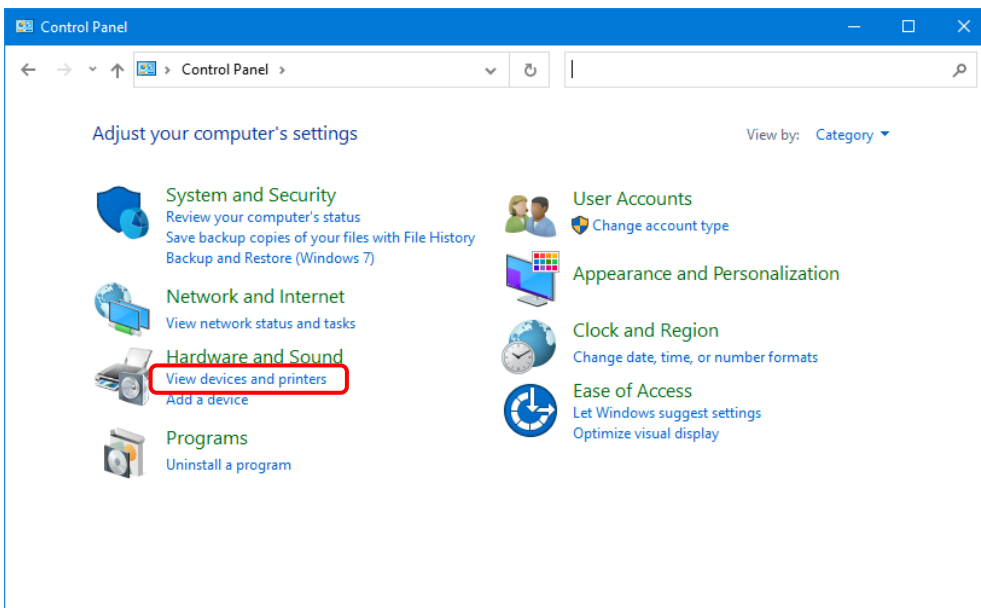 Control Panel
Control Panel
Adjust your computer's settings
View by: Category
System and Security
Review your computer's status
Save backup copies of your files with File History
Backup and Restore (Windows 7)
Network and Internet
View network status and tasks
Hardware and Sound
View devices and printers
Add a device
Programs
Uninstall a program
User Accounts
Change account type
Appearance and Personalization
Clock and Region
Change date, time, or number formats
Ease of Access
Let Windows suggest settings
Optimize visual display